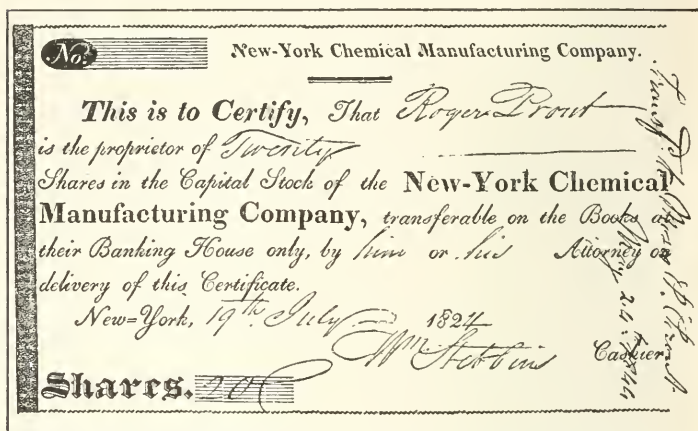 No.
New-York Chemical Manufacturing Company.
This is to Certify, That Roger Prout
is the proprietor of Twenty
Shares in the Capital Stock of the New-York Chemical
Manufacturing Company, transferable on the Books at
their Banking House only, by him or his Attorney on
delivery of this Certificate.
New=York, 19th July 1824
Wm. Stebbins Cashier
Shares. 20
May 24th 1844